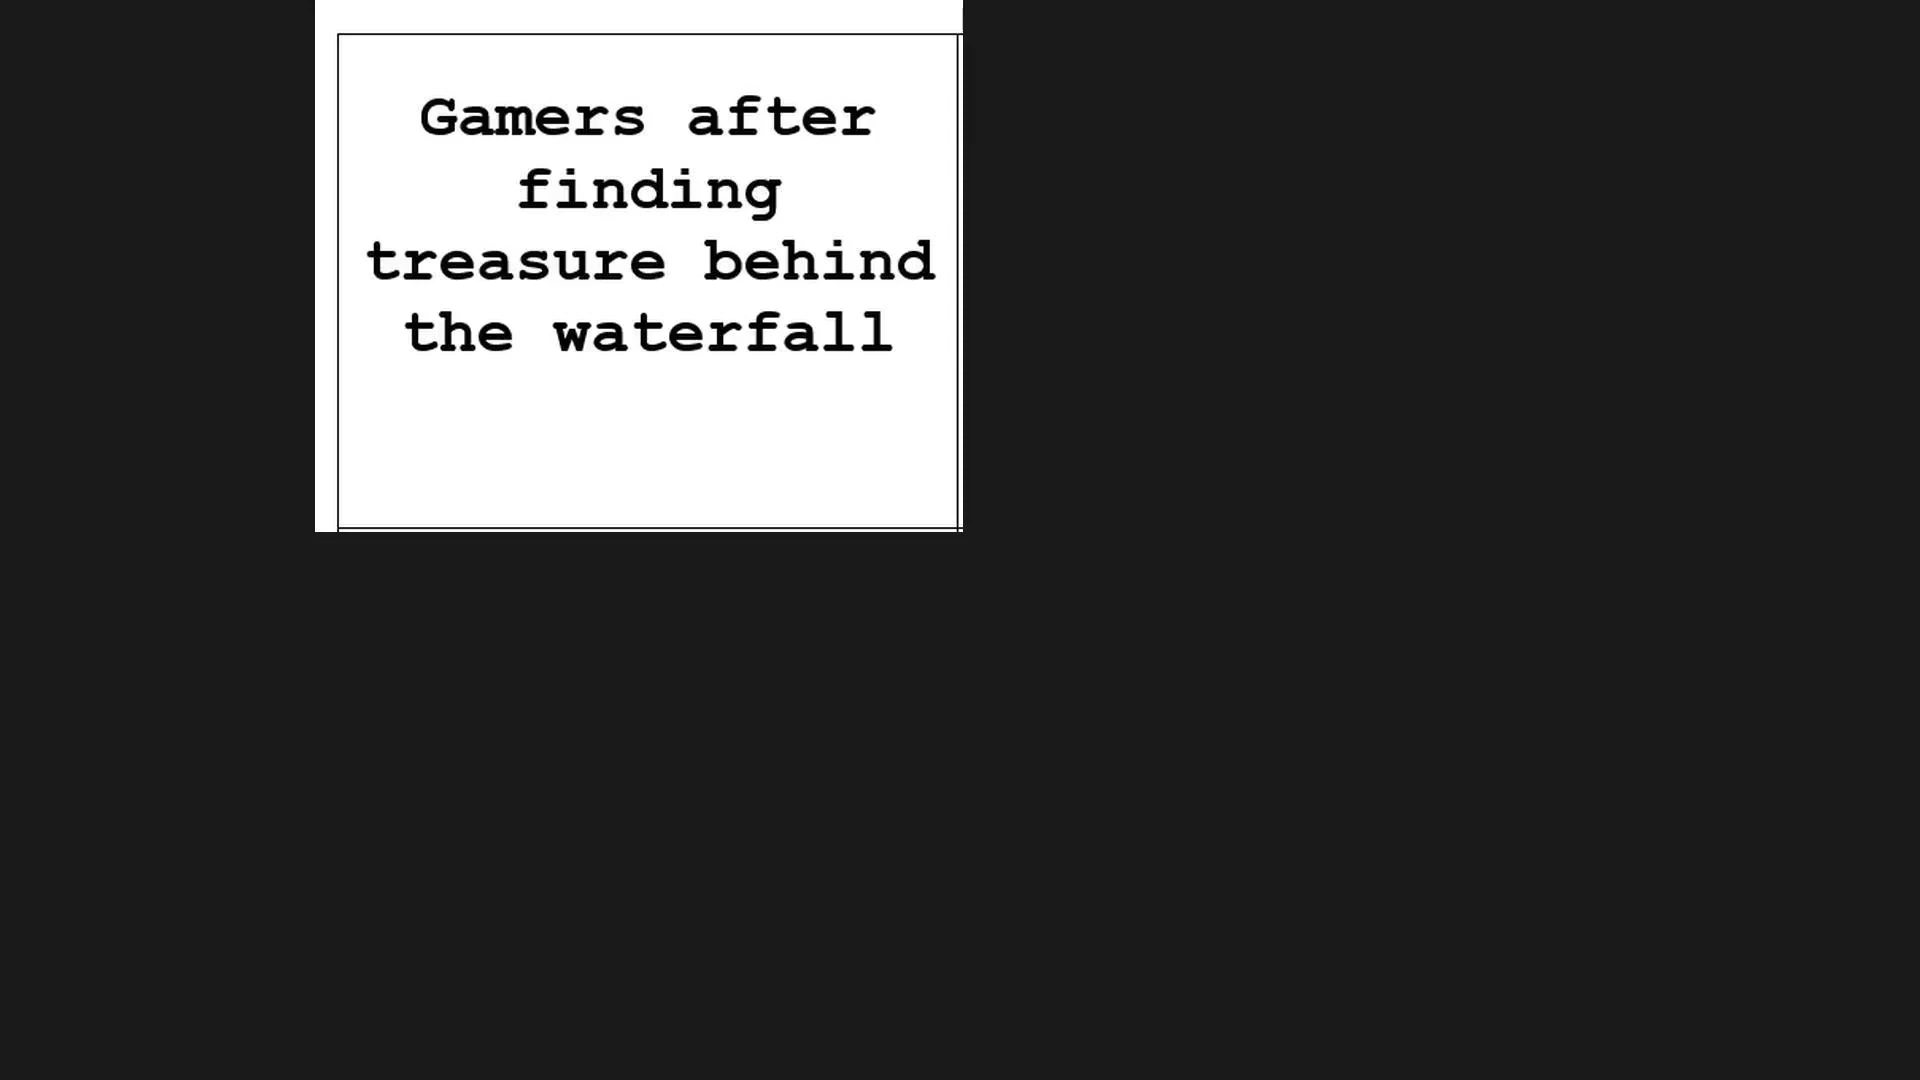 Gamers after
finding
treasure behind
the waterfall